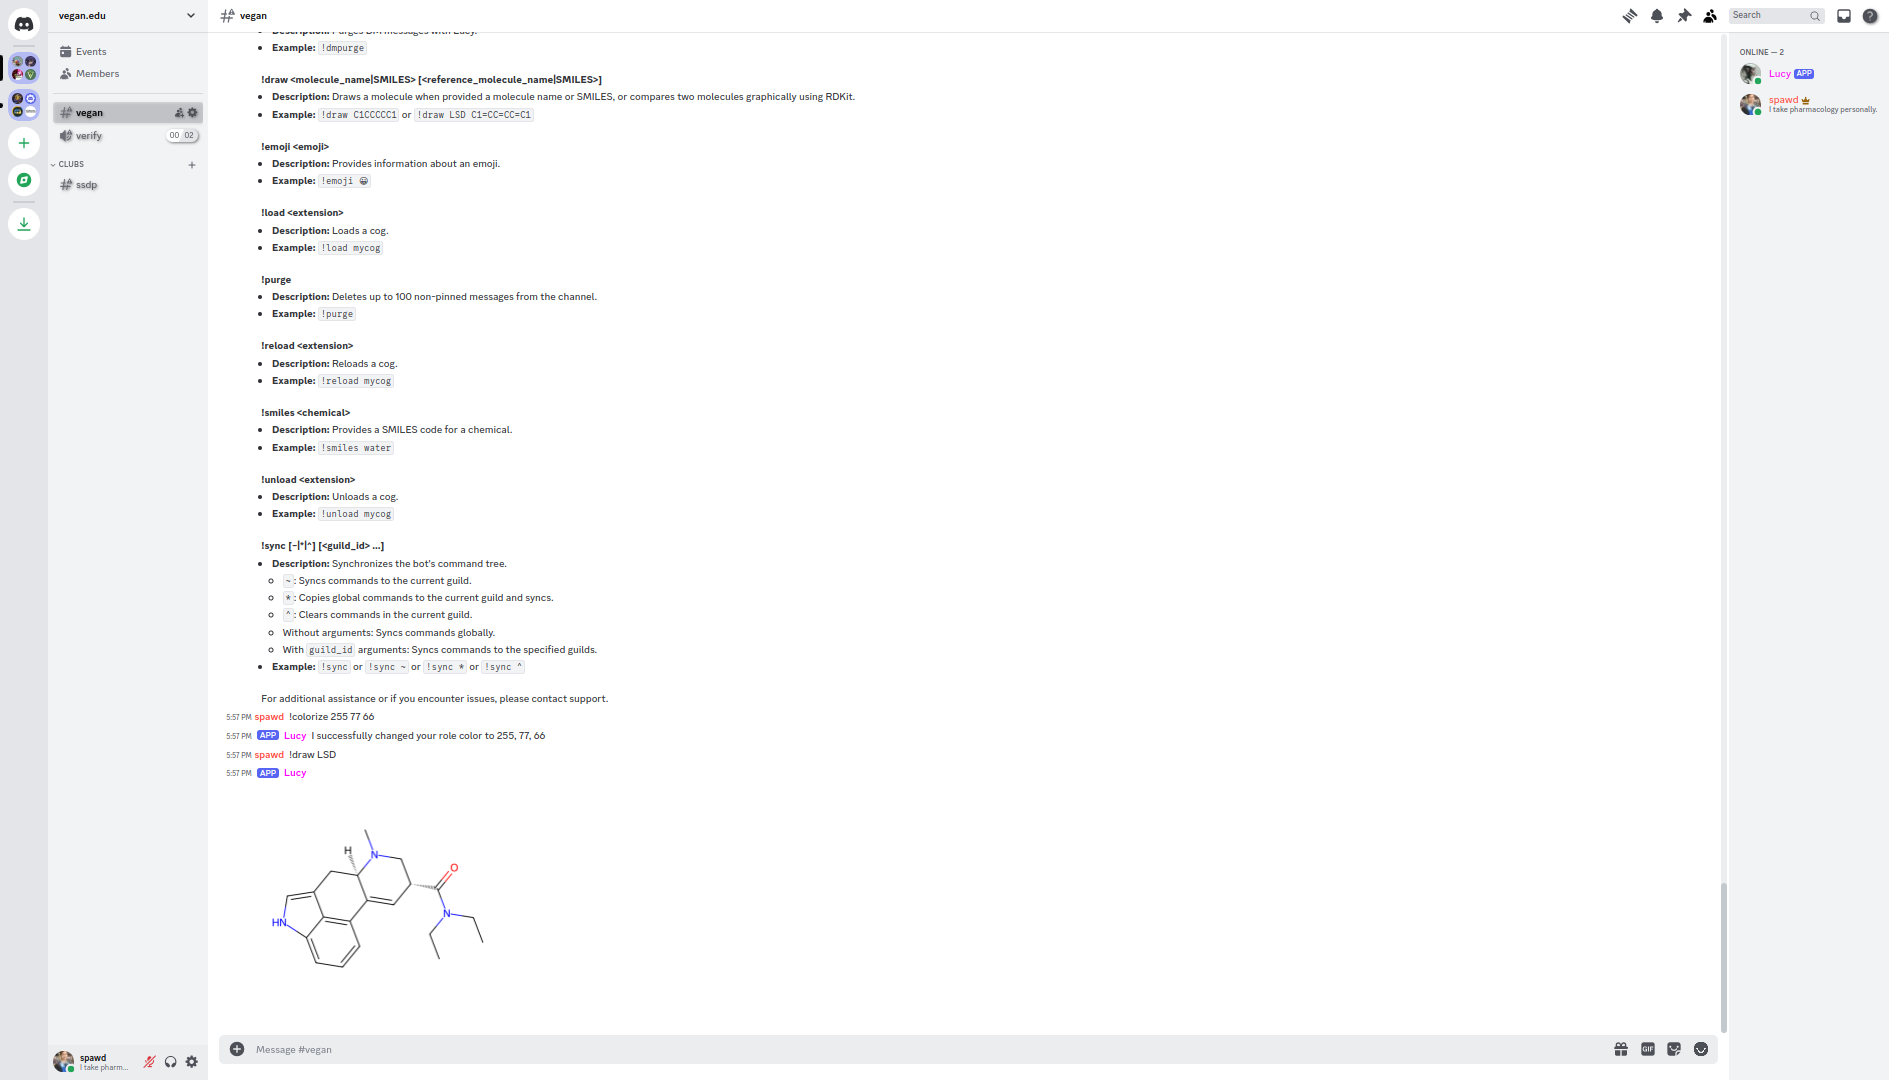 vegan.edu
Events
Members
vegan
verify 00 02
CLUBS
ssdp
spawd
I take pharm...
vegan
Search
Description: Purges DM messages with Lucy.
Example: !dmpurge
!draw <molecule_name|SMILES> [<reference_molecule_name|SMILES>]
Description: Draws a molecule when provided a molecule name or SMILES, or compares two molecules graphically using RDKit.
Example: !draw C1CCCCC1 or !draw LSD C1=CC=CC=C1
!emoji <emoji>
Description: Provides information about an emoji.
Example: !emoji 😀
!load <extension>
Description: Loads a cog.
Example: !load mycog
!purge
Description: Deletes up to 100 non-pinned messages from the channel.
Example: !purge
!reload <extension>
Description: Reloads a cog.
Example: !reload mycog
!smiles <chemical>
Description: Provides a SMILES code for a chemical.
Example: !smiles water
!unload <extension>
Description: Unloads a cog.
Example: !unload mycog
!sync [~|*|^] [<guild_id> ...]
Description: Synchronizes the bot's command tree.
~: Syncs commands to the current guild.
*: Copies global commands to the current guild and syncs.
^: Clears commands in the current guild.
Without arguments: Syncs commands globally.
With guild_id arguments: Syncs commands to the specified guilds.
Example: !sync or !sync ~ or !sync * or !sync ^
For additional assistance or if you encounter issues, please contact support.
5:57 PM spawd !colorize 255 77 66
5:57 PM APP Lucy I successfully changed your role color to 255, 77, 66
5:57 PM spawd !draw LSD
5:57 PM APP Lucy
H
N
O
N
HN
Message #vegan
GIF
ONLINE — 2
Lucy APP
spawd
I take pharmacology personally.